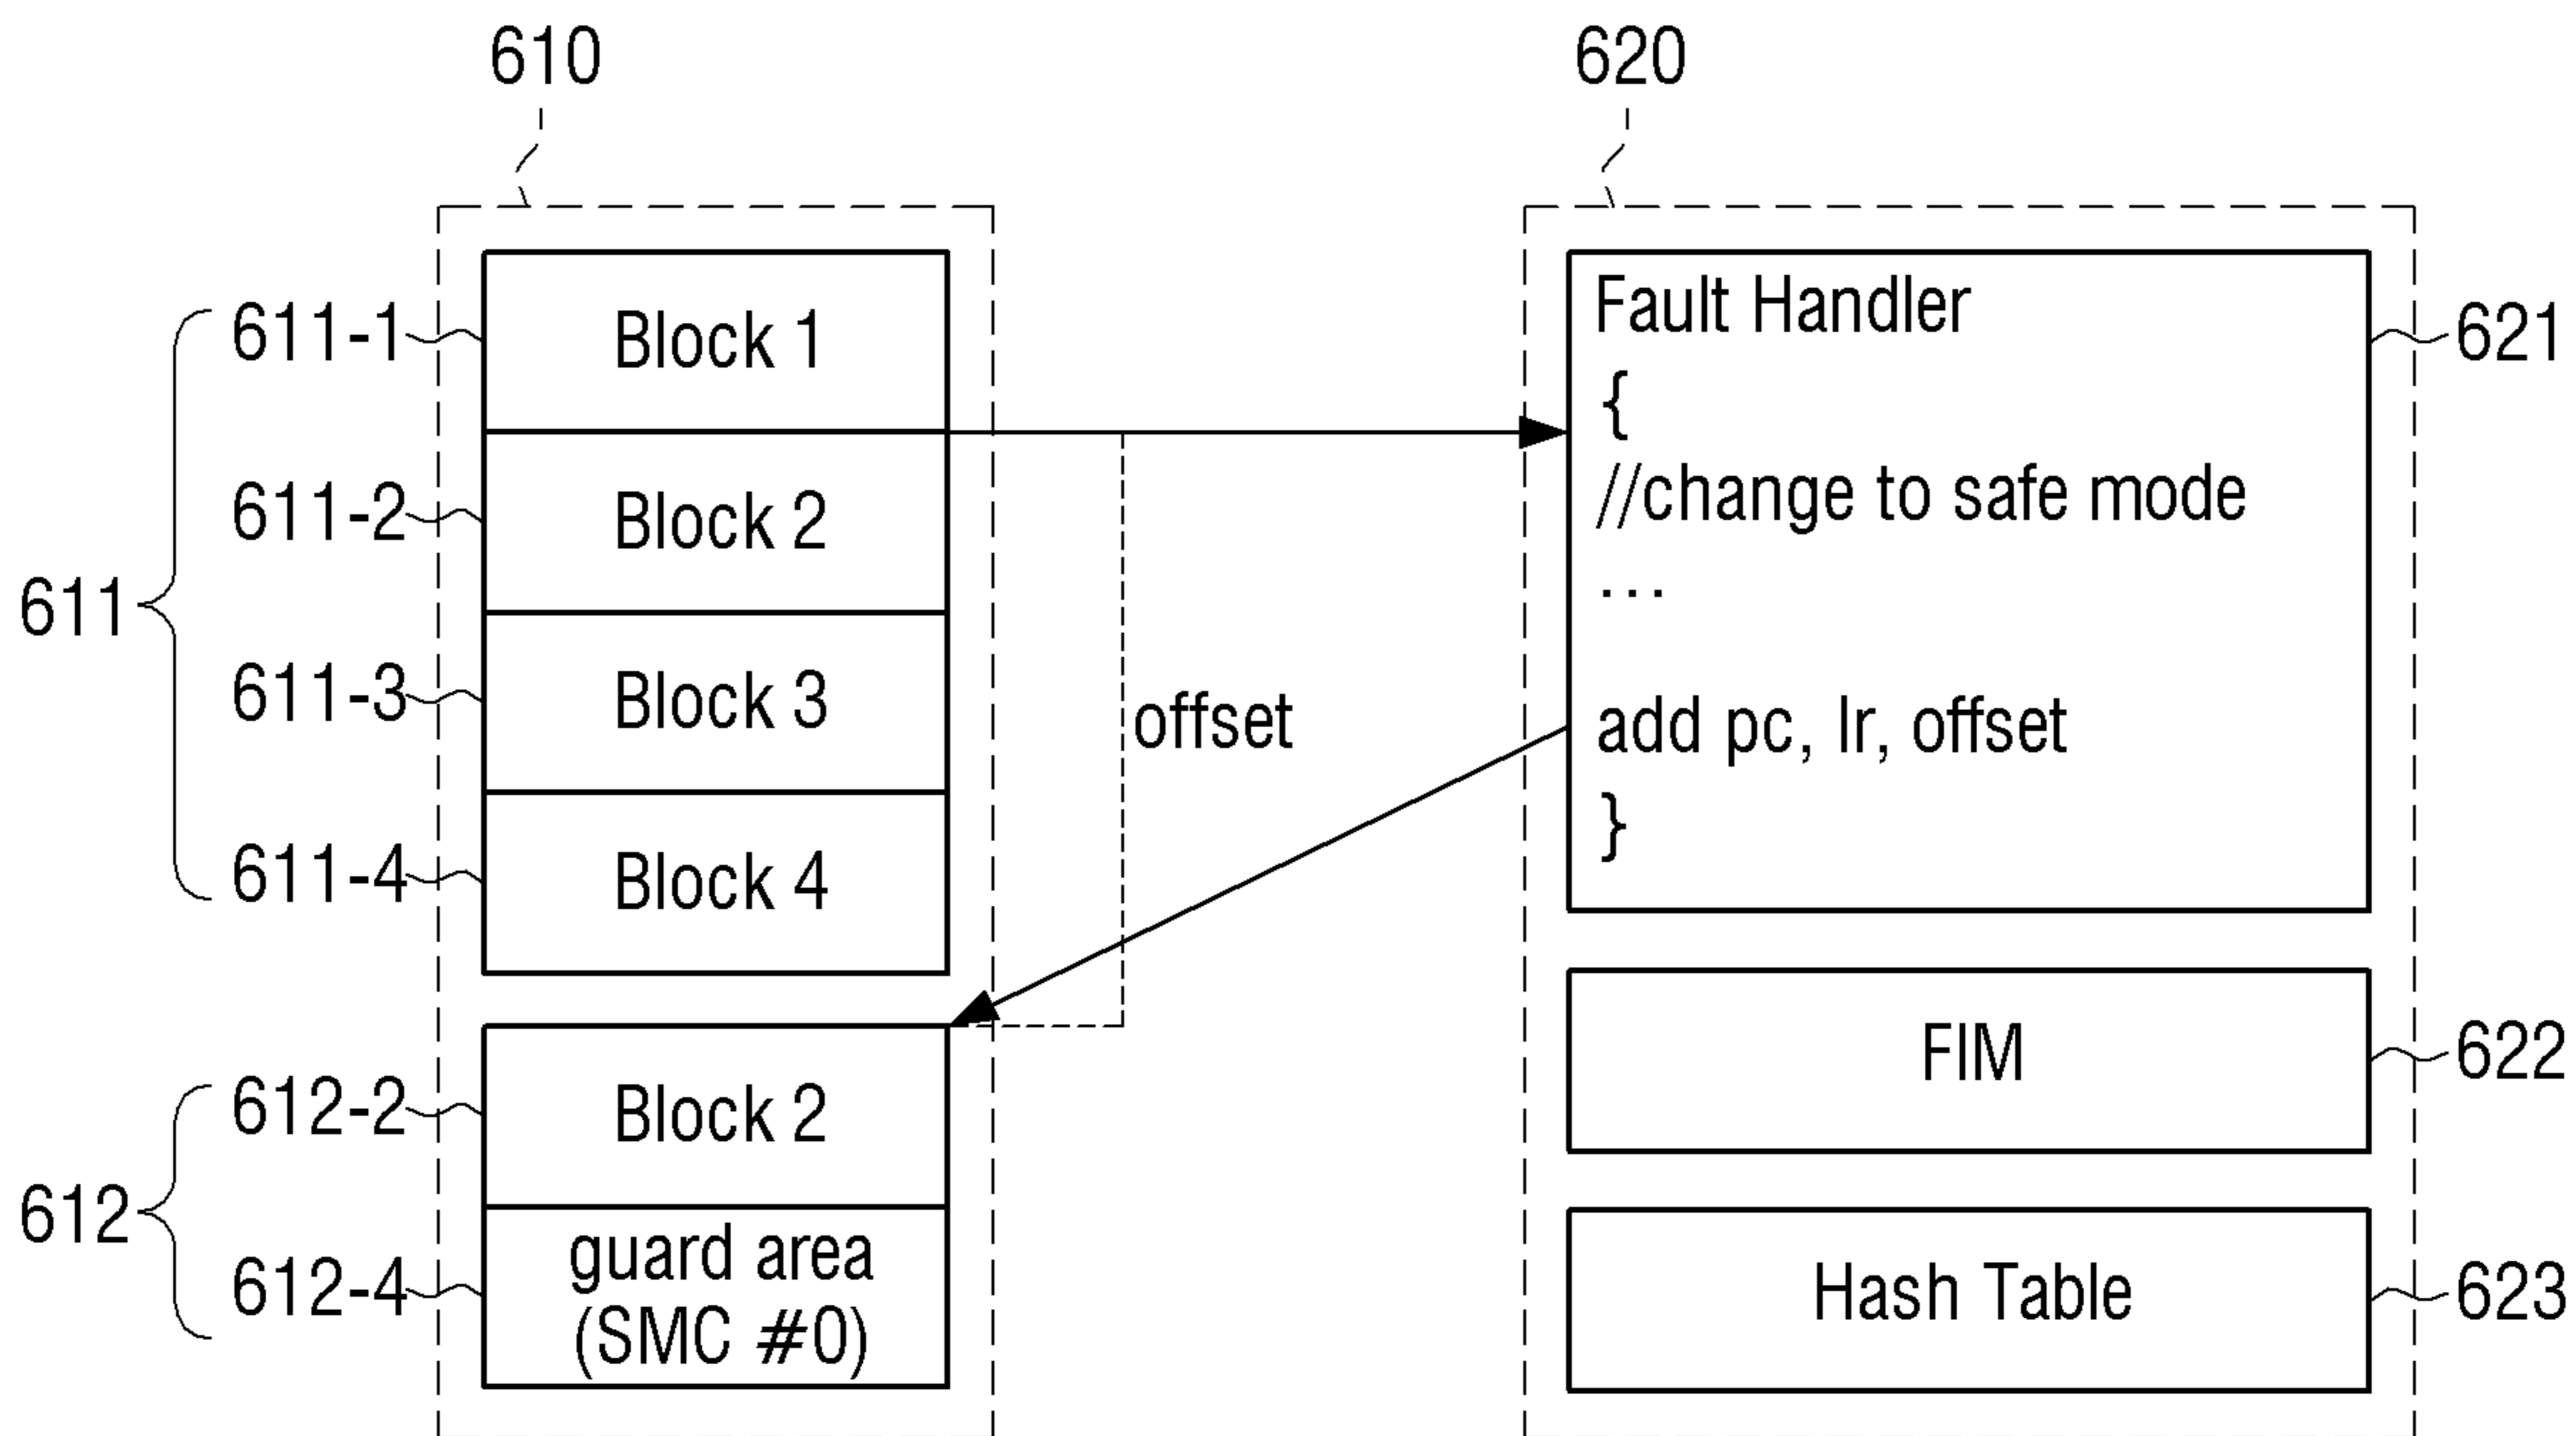 610
620
611
611-1
Block 1
611-2
Block 2
611-3
Block 3
611-4
Block 4
offset
Fault Handler
{
//change to safe mode
...
add pc, lr, offset
}
621
612
612-2
Block 2
612-4
guard area
(SMC #0)
FIM
622
Hash Table
623